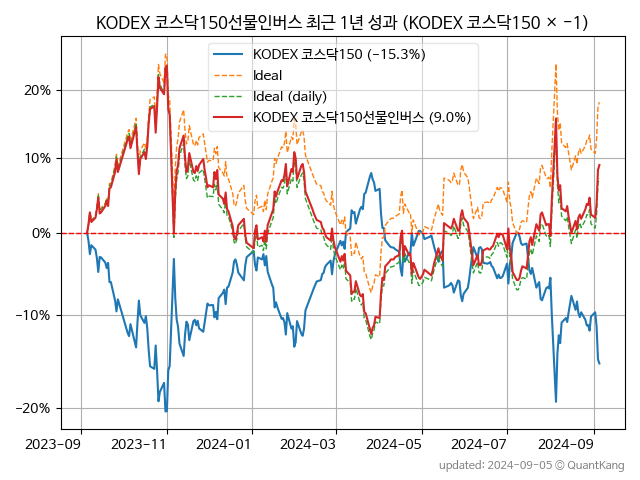 KODEX 코스닥150선물인버스 최근 1년 성과 (KODEX 코스닥150 × −1)
KODEX 코스닥150 (−15.3%)
Ideal
Ideal (daily)
KODEX 코스닥150선물인버스 (9.0%)
20%
10%
0%
−10%
−20%
2023-09
2023-11
2024-01
2024-03
2024-05
2024-07
2024-09
updated: 2024-09-05 © QuantKang